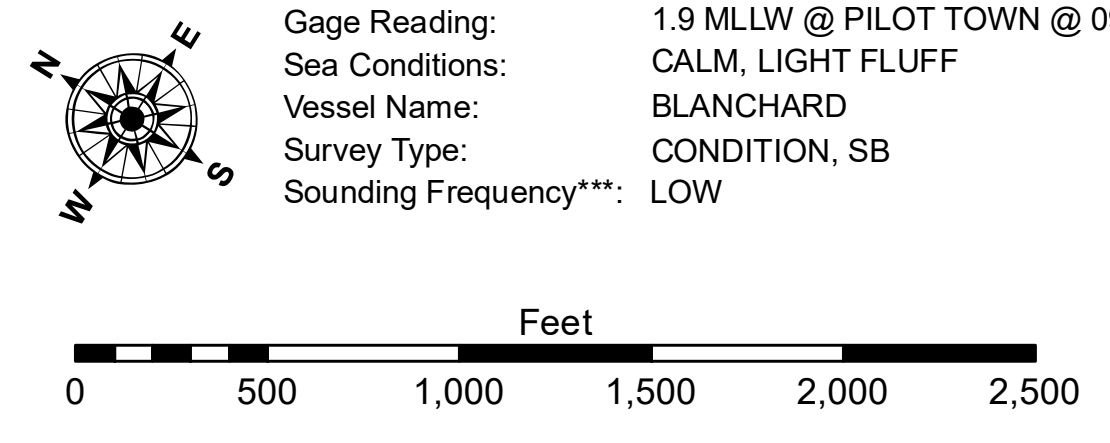 N
E
S
W
Gage Reading: 1.9 MLLW @ PILOT TOWN @
Sea Conditions: CALM, LIGHT FLUFF
Vessel Name: BLANCHARD
Survey Type: CONDITION, SB
Sounding Frequency***: LOW
Feet
0 500 1,000 1,500 2,000 2,500